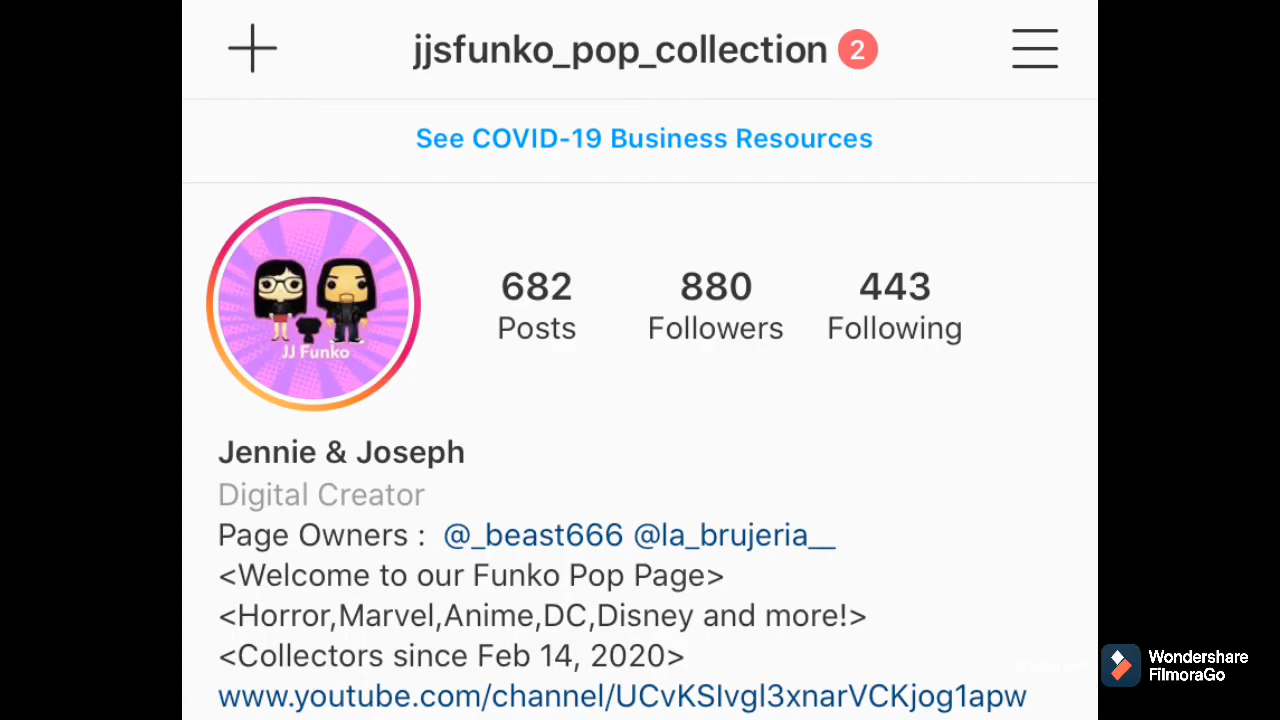 jjsfunko_pop_collection 2
See COVID-19 Business Resources
JJ Funko
682 880 443
Posts Followers Following
Jennie & Joseph
Digital Creator
Page Owners : @_beast666 @la_brujeria__
<Welcome to our Funko Pop Page>
<Horror,Marvel,Anime,DC,Disney and more!>
<Collectors since Feb 14, 2020>
www.youtube.com/channel/UCvKSIvgl3xnarVCKjog1apw
Wondershare
FilmoraGo